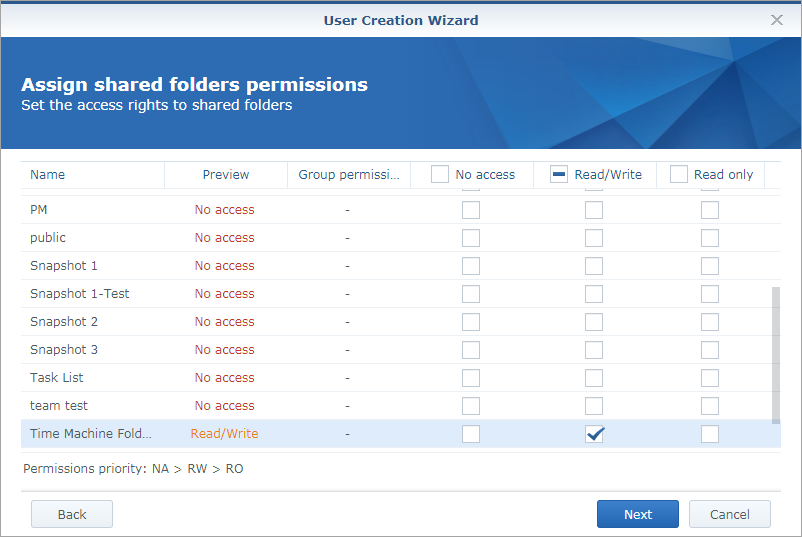 User Creation Wizard
Assign shared folders permissions
Set the access rights to shared folders
Name Preview Group permissi... No access Read/Write Read only
PM No access -
public No access -
Snapshot 1 No access -
Snapshot 1-Test No access -
Snapshot 2 No access -
Snapshot 3 No access -
Task List No access -
team test No access -
Time Machine Fold... Read/Write -
Permissions priority: NA > RW > RO
Back Next Cancel